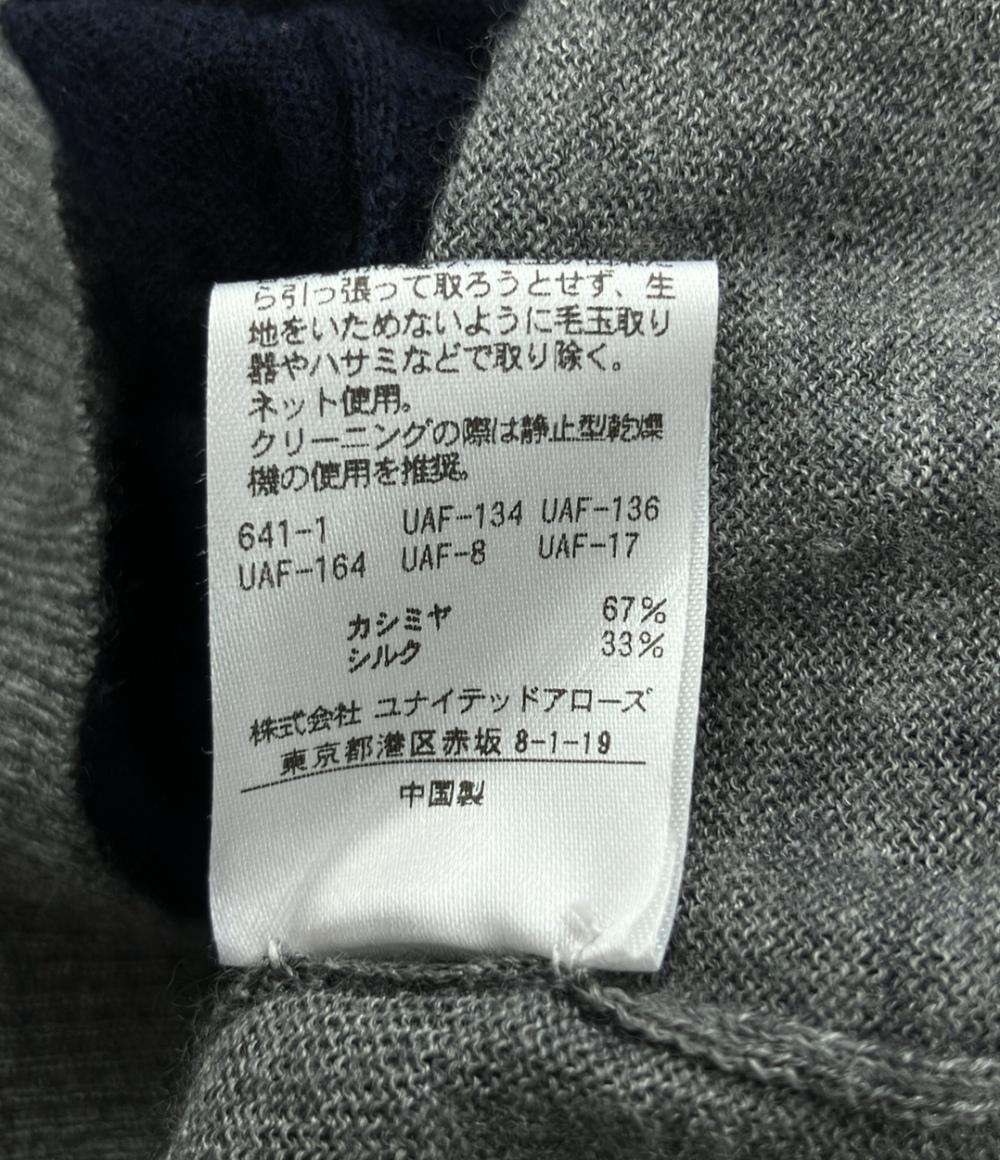 ら引っ張って取ろうとせず、生
地をいためないように毛玉取り
器やハサミなどで取り除く。
ネット使用。
クリーニングの際は静止型乾燥
機の使用を推奨。
641-1 UAF-134 UAF-136
UAF-164 UAF-8 UAF-17
カシミヤ 67%
シルク 33%
株式会社 ユナイテッドアローズ
東京都港区赤坂 8-1-19
中国製